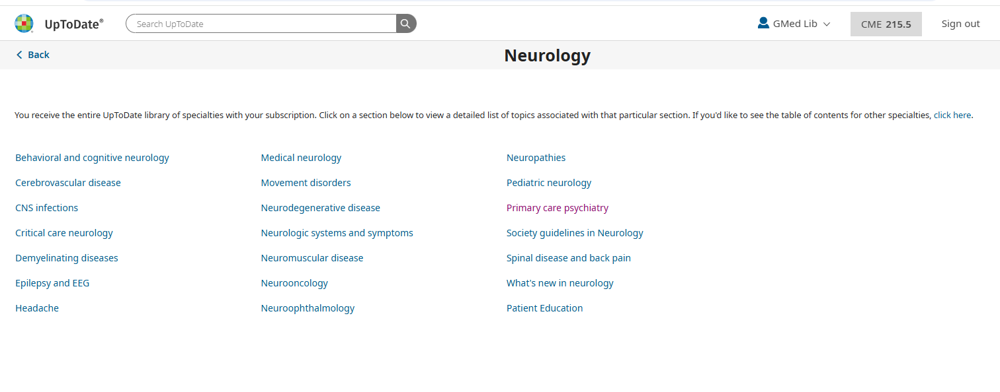 UpToDate®
Search UpToDate
GMed Lib
CME 215.5
Sign out
Back
Neurology
You receive the entire UpToDate library of specialties with your subscription. Click on a section below to view a detailed list of topics associated with that particular section. If you'd like to see the table of contents for other specialties, click here.
Behavioral and cognitive neurology
Cerebrovascular disease
CNS infections
Critical care neurology
Demyelinating diseases
Epilepsy and EEG
Headache
Medical neurology
Movement disorders
Neurodegenerative disease
Neurologic systems and symptoms
Neuromuscular disease
Neurooncology
Neuroophthalmology
Neuropathies
Pediatric neurology
Primary care psychiatry
Society guidelines in Neurology
Spinal disease and back pain
What's new in neurology
Patient Education